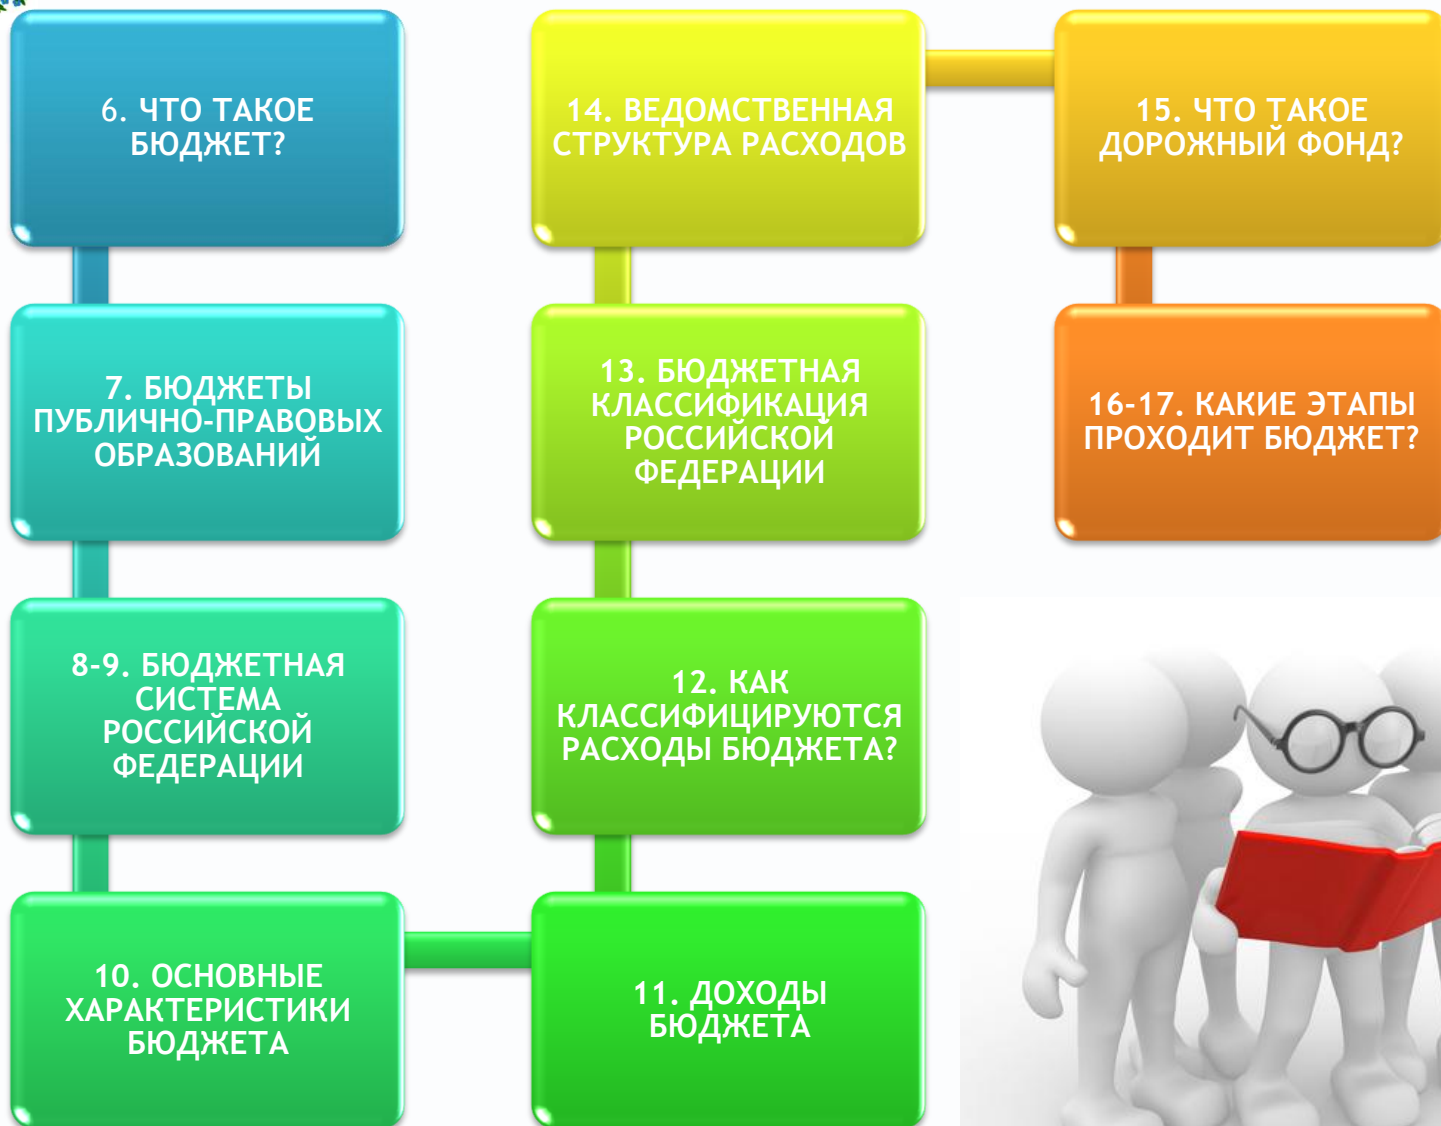 6. ЧТО ТАКОЕ
БЮДЖЕТ?
7. БЮДЖЕТЫ
ПУБЛИЧНО-ПРАВОВЫХ
ОБРАЗОВАНИЙ
8-9. БЮДЖЕТНАЯ
СИСТЕМА
РОССИЙСКОЙ
ФЕДЕРАЦИИ
10. ОСНОВНЫЕ
ХАРАКТЕРИСТИКИ
БЮДЖЕТА
11. ДОХОДЫ
БЮДЖЕТА
12. КАК
КЛАССИФИЦИРУЮТСЯ
РАСХОДЫ БЮДЖЕТА?
13. БЮДЖЕТНАЯ
КЛАССИФИКАЦИЯ
РОССИЙСКОЙ
ФЕДЕРАЦИИ
14. ВЕДОМСТВЕННАЯ
СТРУКТУРА РАСХОДОВ
15. ЧТО ТАКОЕ
ДОРОЖНЫЙ ФОНД?
16-17. КАКИЕ ЭТАПЫ
ПРОХОДИТ БЮДЖЕТ?